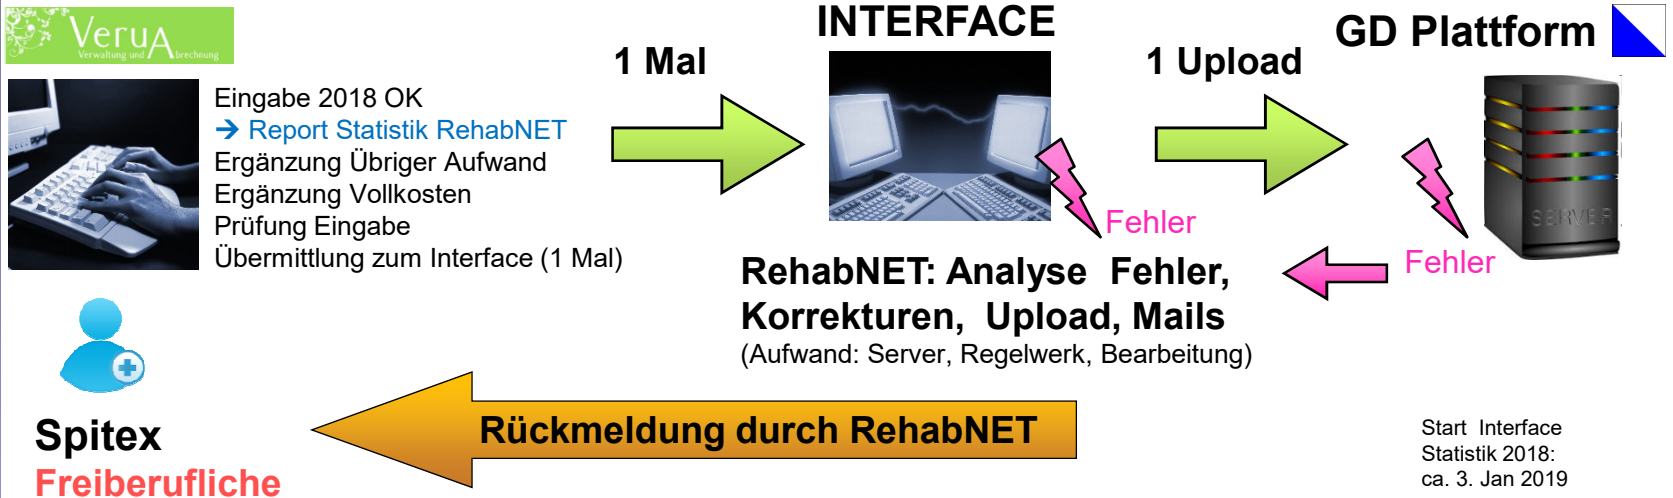 VeruA
Verwaltung und Abrechnung
Eingabe 2018 OK
→ Report Statistik RehabNET
Ergänzung Übriger Aufwand
Ergänzung Vollkosten
Prüfung Eingabe
Übermittlung zum Interface (1 Mal)
1 Mal
INTERFACE
1 Upload
GD Plattform
SERVER
Fehler
Fehler
RehabNET: Analyse Fehler,
Korrekturen, Upload, Mails
(Aufwand: Server, Regelwerk, Bearbeitung)
Rückmeldung durch RehabNET
Spitex
Freiberufliche
Start Interface
Statistik 2018:
ca. 3. Jan 2019